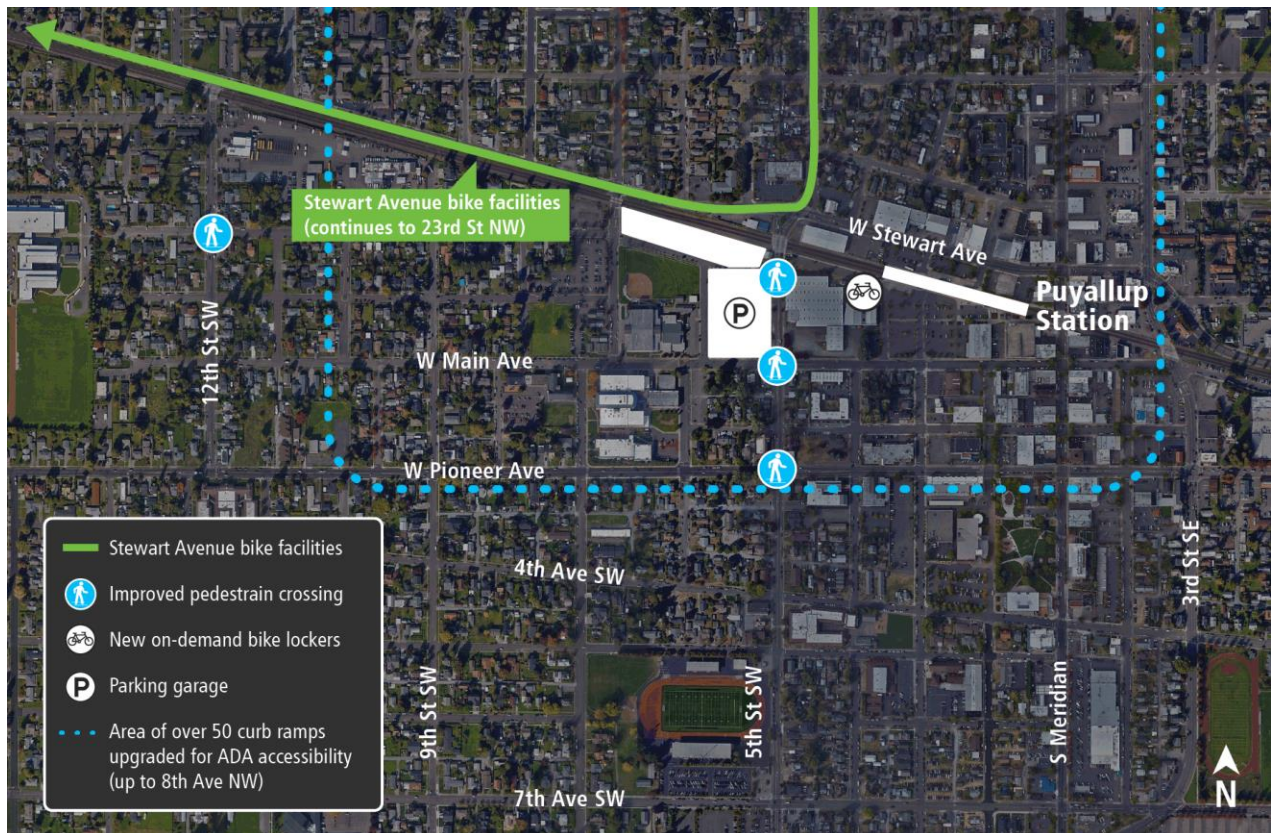 Stewart Avenue bike facilities
(continues to 23rd St NW)
W Stewart Ave
Puyallup
Station
P
12th St SW
W Main Ave
W Pioneer Ave
4th Ave SW
3rd St SE
9th St SW
5th St SW
S Meridian
7th Ave SW
N
Stewart Avenue bike facilities
Improved pedestrain crossing
New on-demand bike lockers
P
Parking garage
Area of over 50 curb ramps
upgraded for ADA accessibility
(up to 8th Ave NW)